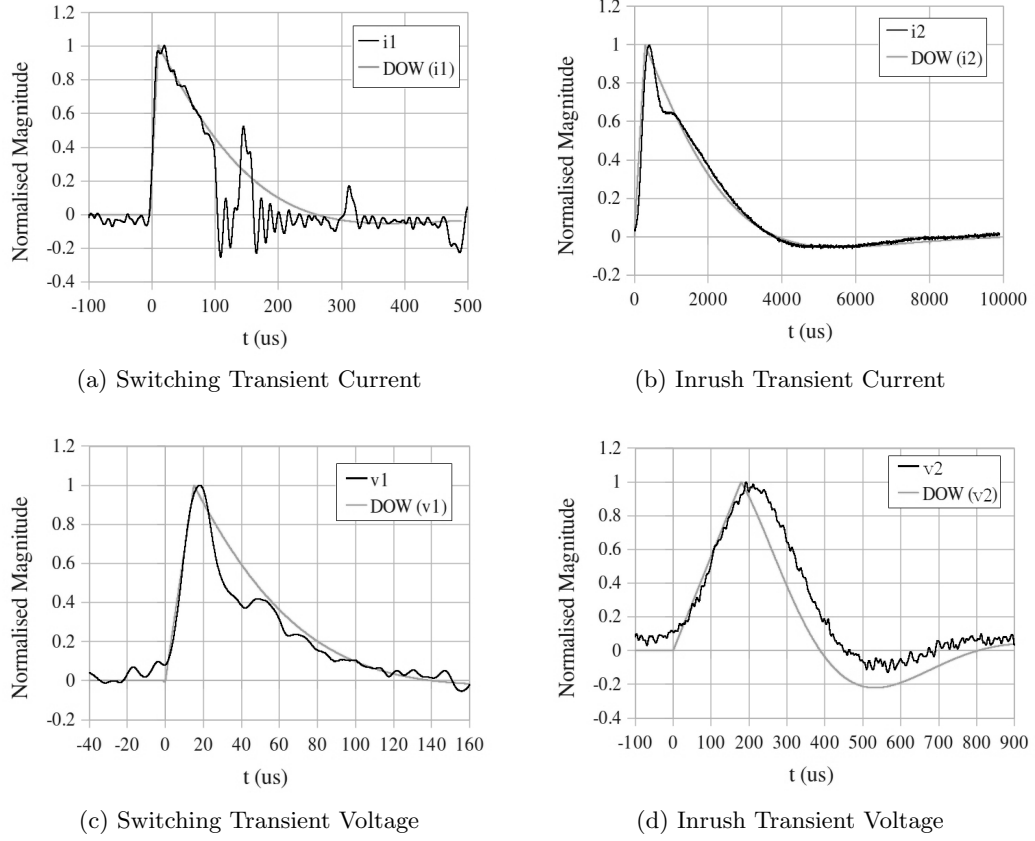 1.2
1
0.8
0.6
0.4
0.2
0
-0.2
-0.4
Normalised Magnitude
i1
DOW (i1)
-100 0 100 200 300 400 500
t (us)
(a) Switching Transient Current
1.2
1
0.8
0.6
0.4
0.2
0
-0.2
Normalised Magnitude
i2
DOW (i2)
0 2000 4000 6000 8000 10000
t (us)
(b) Inrush Transient Current
1.2
1
0.8
0.6
0.4
0.2
0
-0.2
Normalised Magnitude
v1
DOW (v1)
-40 -20 0 20 40 60 80 100 120 140 160
t (us)
(c) Switching Transient Voltage
1.2
1
0.8
0.6
0.4
0.2
0
-0.2
-0.4
Normalised Magnitude
v2
DOW (v2)
-100 0 100 200 300 400 500 600 700 800 900
t (us)
(d) Inrush Transient Voltage